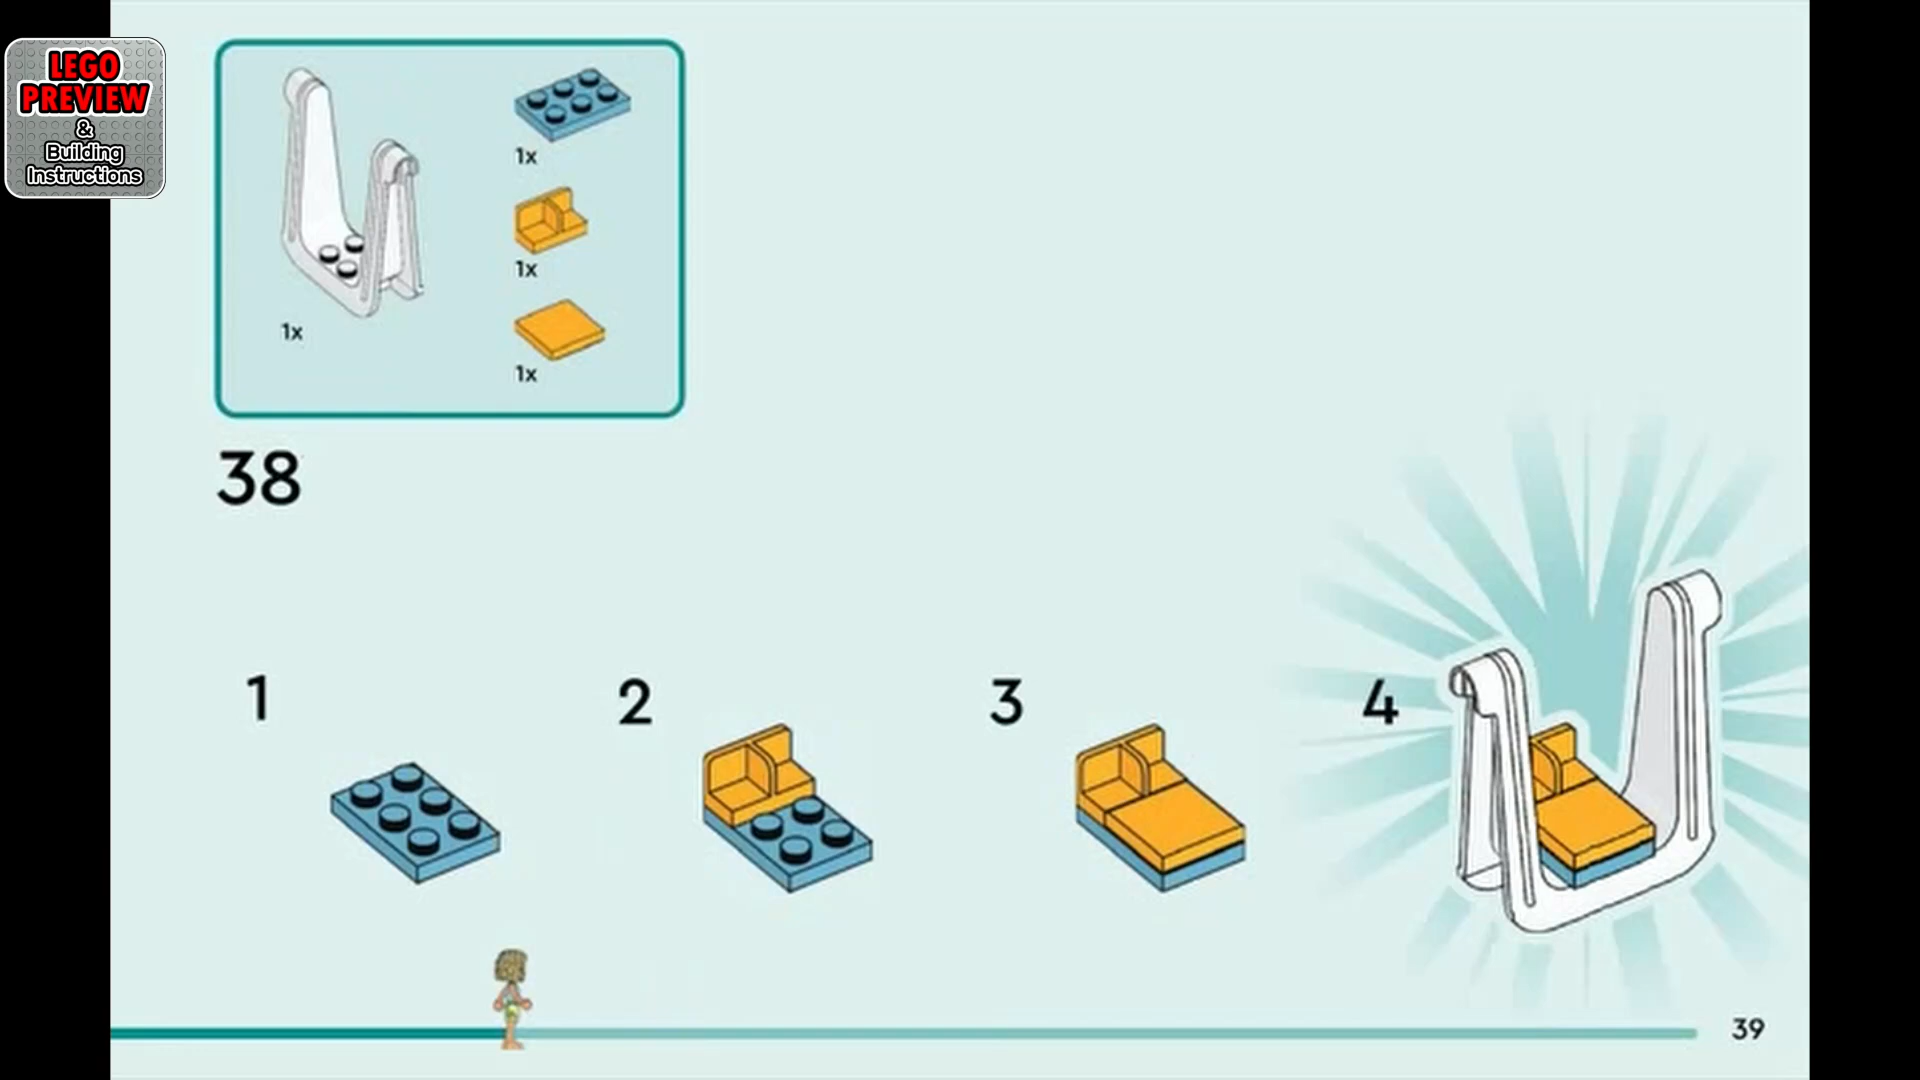 LEGO
PREVIEW
&
Building
Instructions
1x
1x
1x
1x
38
1
2
3
4
39